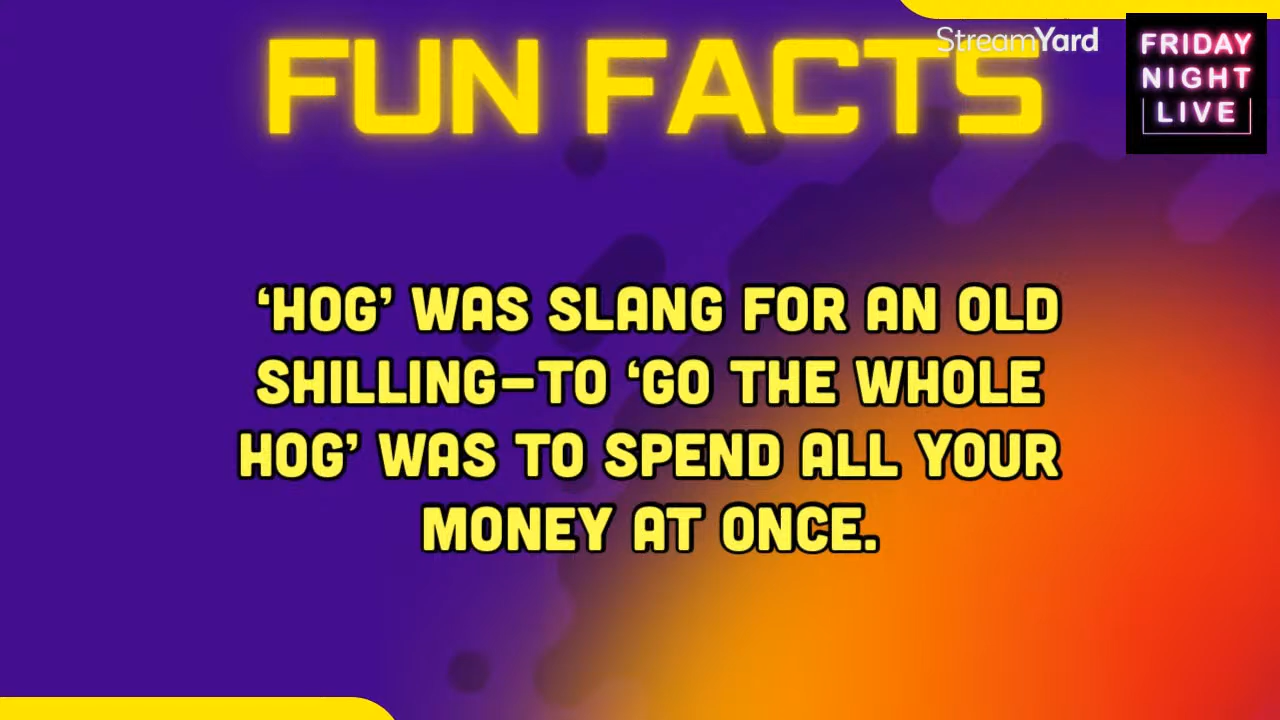 FUN FACTS
StreamYard
FRIDAY
NIGHT
LIVE
‘HOG’ WAS SLANG FOR AN OLD
SHILLING–TO ‘GO THE WHOLE
HOG’ WAS TO SPEND ALL YOUR
MONEY AT ONCE.